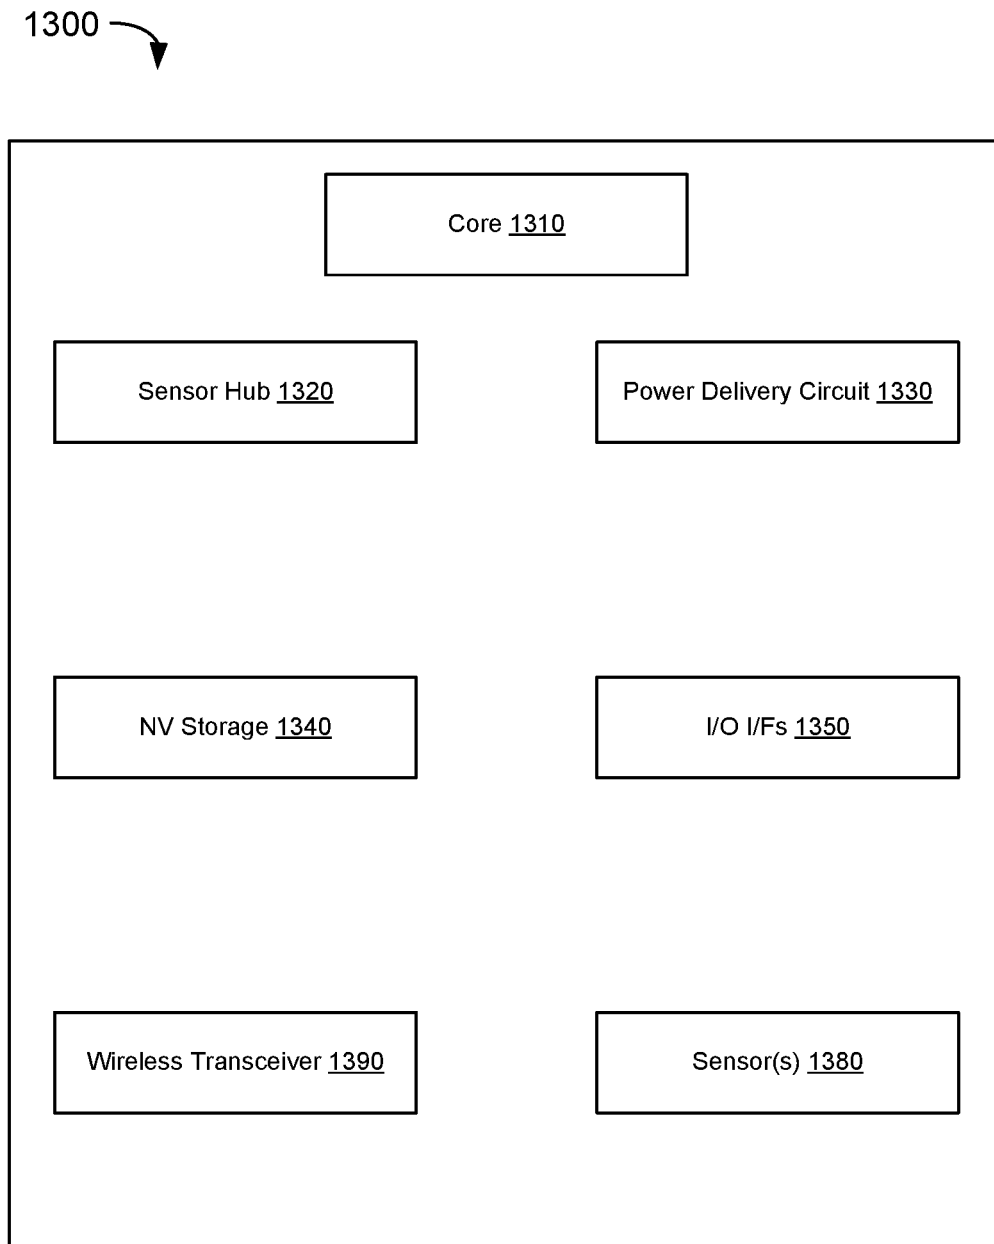 1300
Core 1310
Sensor Hub 1320
Power Delivery Circuit 1330
NV Storage 1340
I/O I/Fs 1350
Wireless Transceiver 1390
Sensor(s) 1380